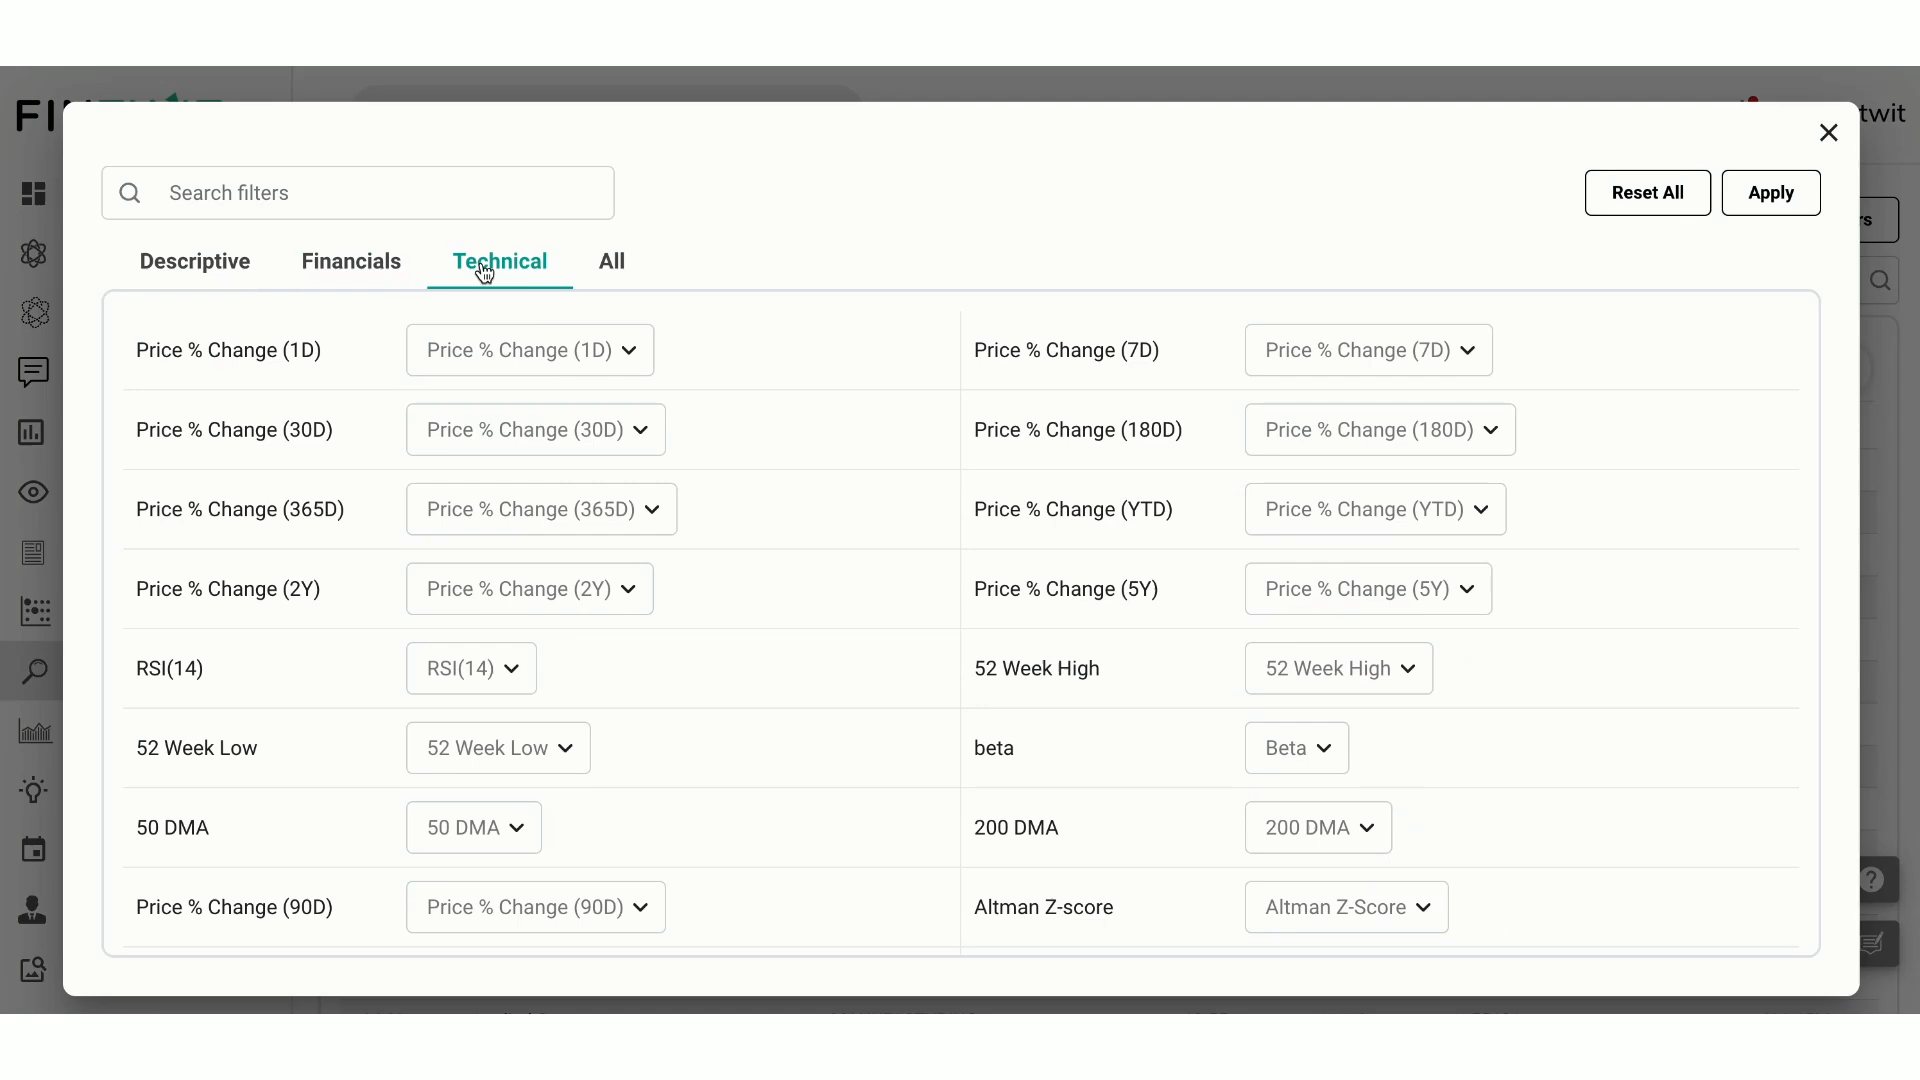 FI
twit
Search filters
Reset All
Apply
rs
Descriptive
Financials
Technical
All
Price % Change (1D)
Price % Change (1D)
Price % Change (7D)
Price % Change (7D)
Price % Change (30D)
Price % Change (30D)
Price % Change (180D)
Price % Change (180D)
Price % Change (365D)
Price % Change (365D)
Price % Change (YTD)
Price % Change (YTD)
Price % Change (2Y)
Price % Change (2Y)
Price % Change (5Y)
Price % Change (5Y)
RSI(14)
RSI(14)
52 Week High
52 Week High
52 Week Low
52 Week Low
beta
Beta
50 DMA
50 DMA
200 DMA
200 DMA
Price % Change (90D)
Price % Change (90D)
Altman Z-score
Altman Z-Score